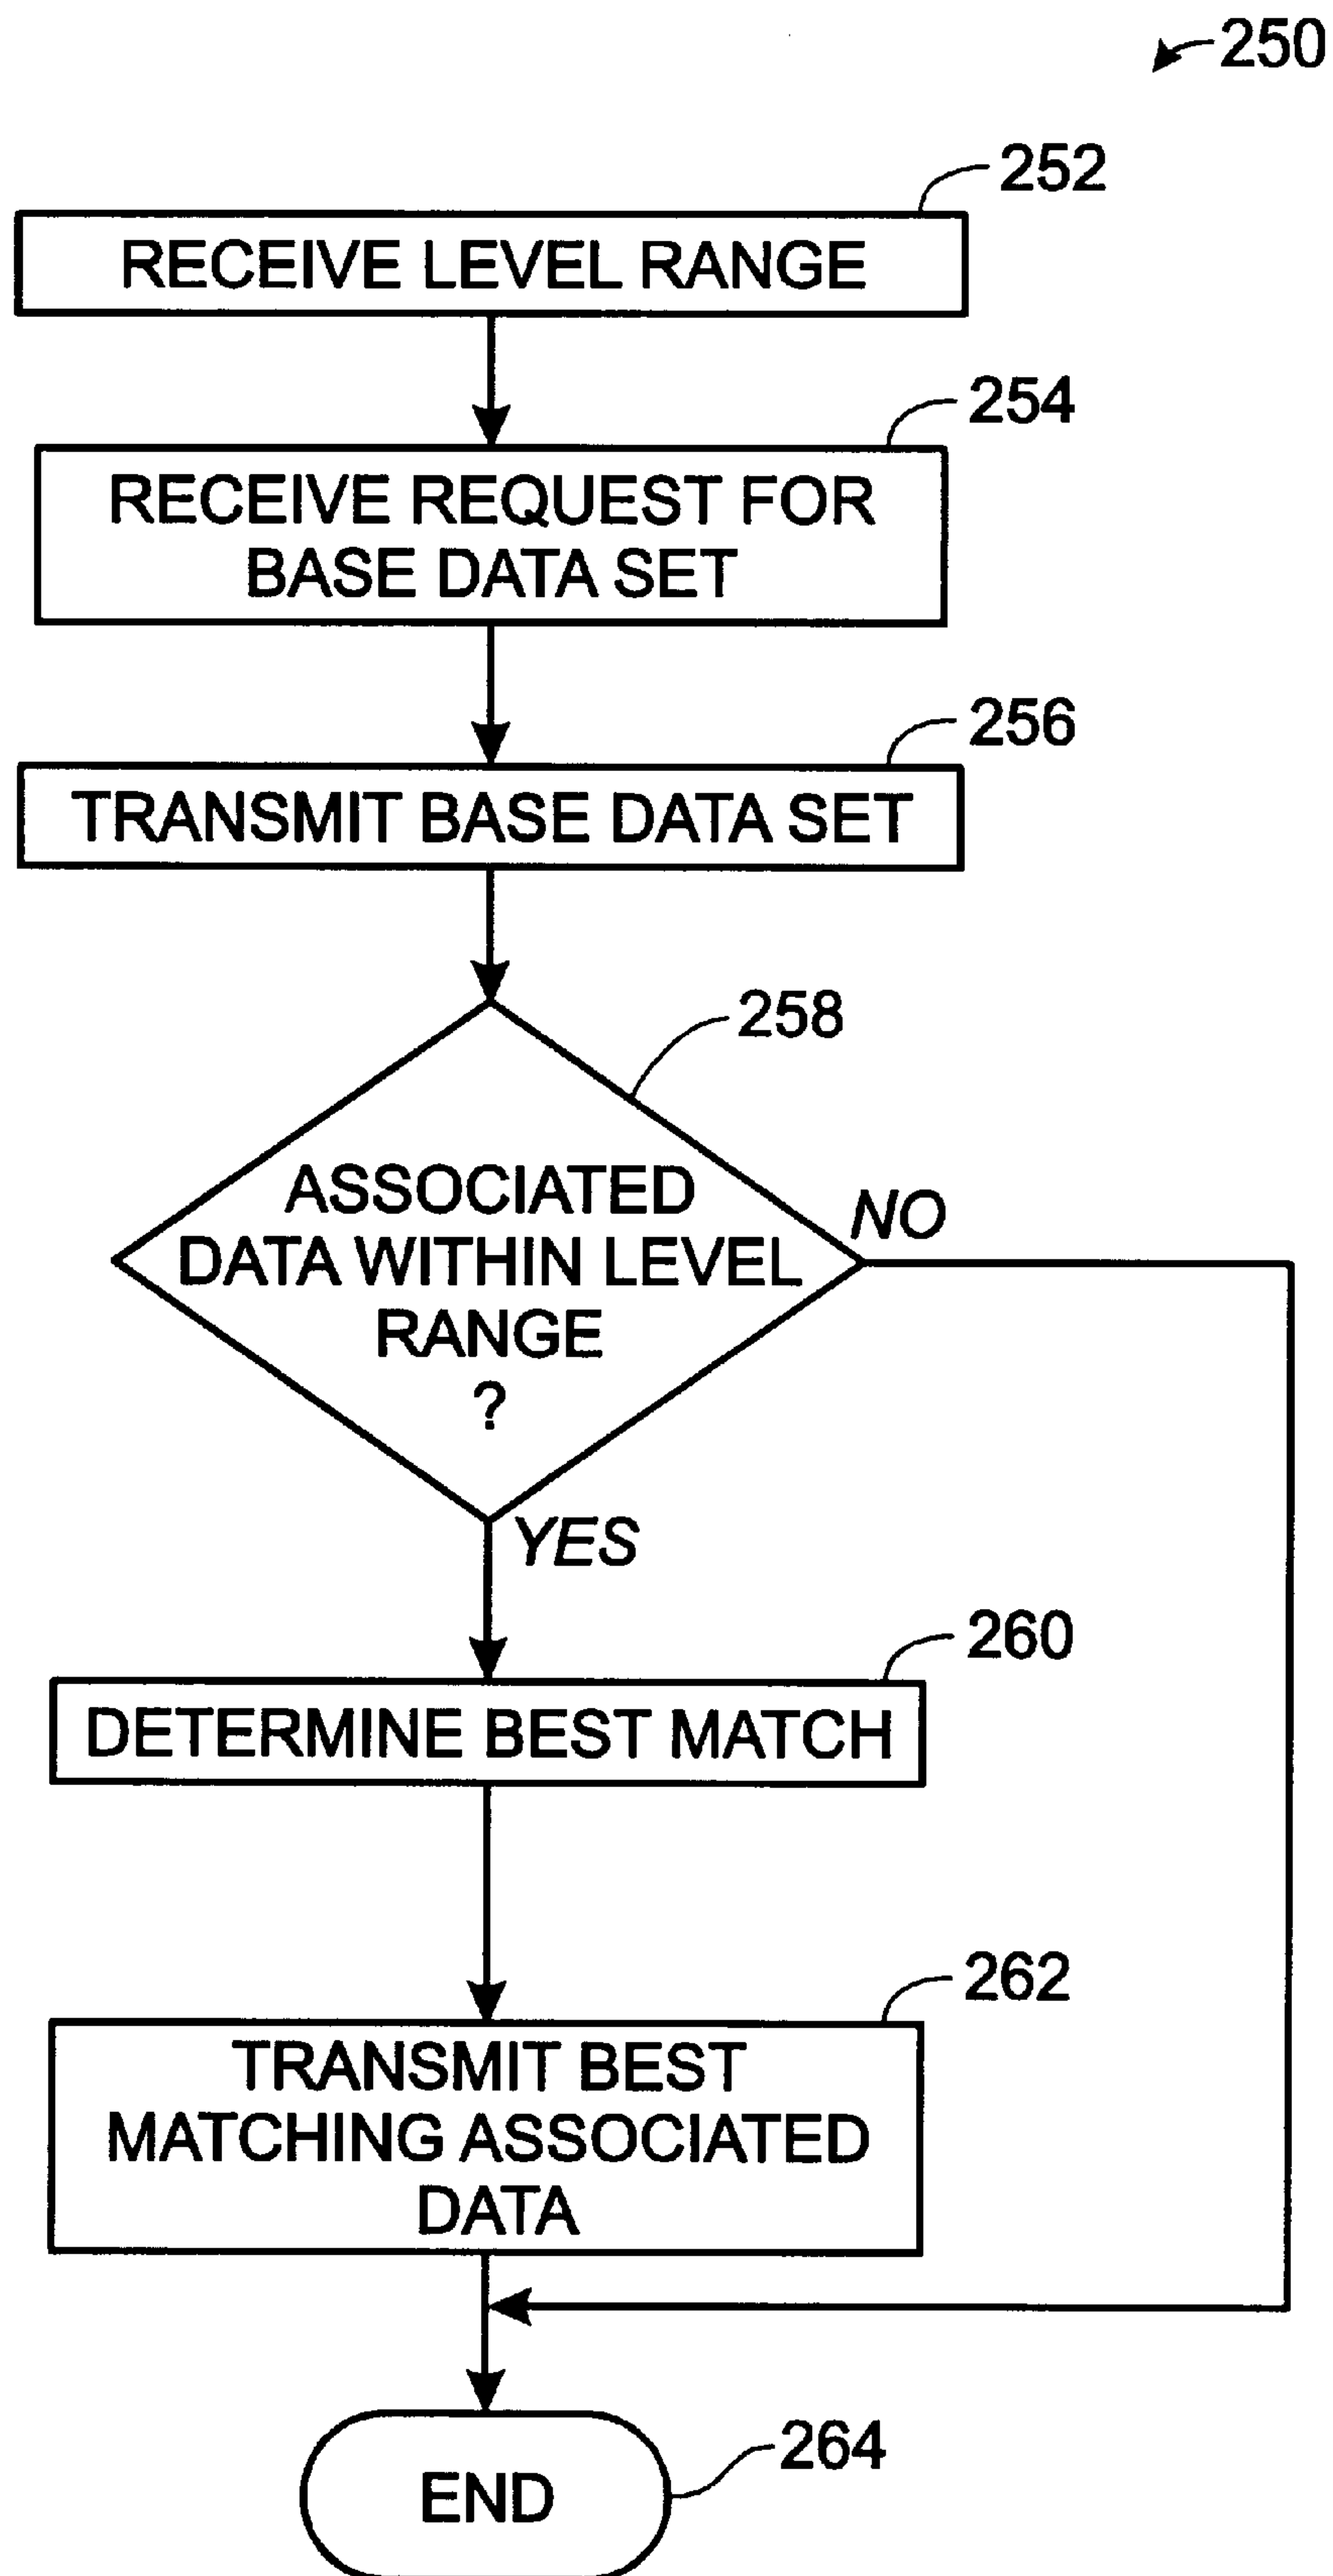 250
252
RECEIVE LEVEL RANGE
254
RECEIVE REQUEST FOR
BASE DATA SET
256
TRANSMIT BASE DATA SET
258
ASSOCIATED
DATA WITHIN LEVEL
RANGE
?
NO
YES
260
DETERMINE BEST MATCH
262
TRANSMIT BEST
MATCHING ASSOCIATED
DATA
264
END